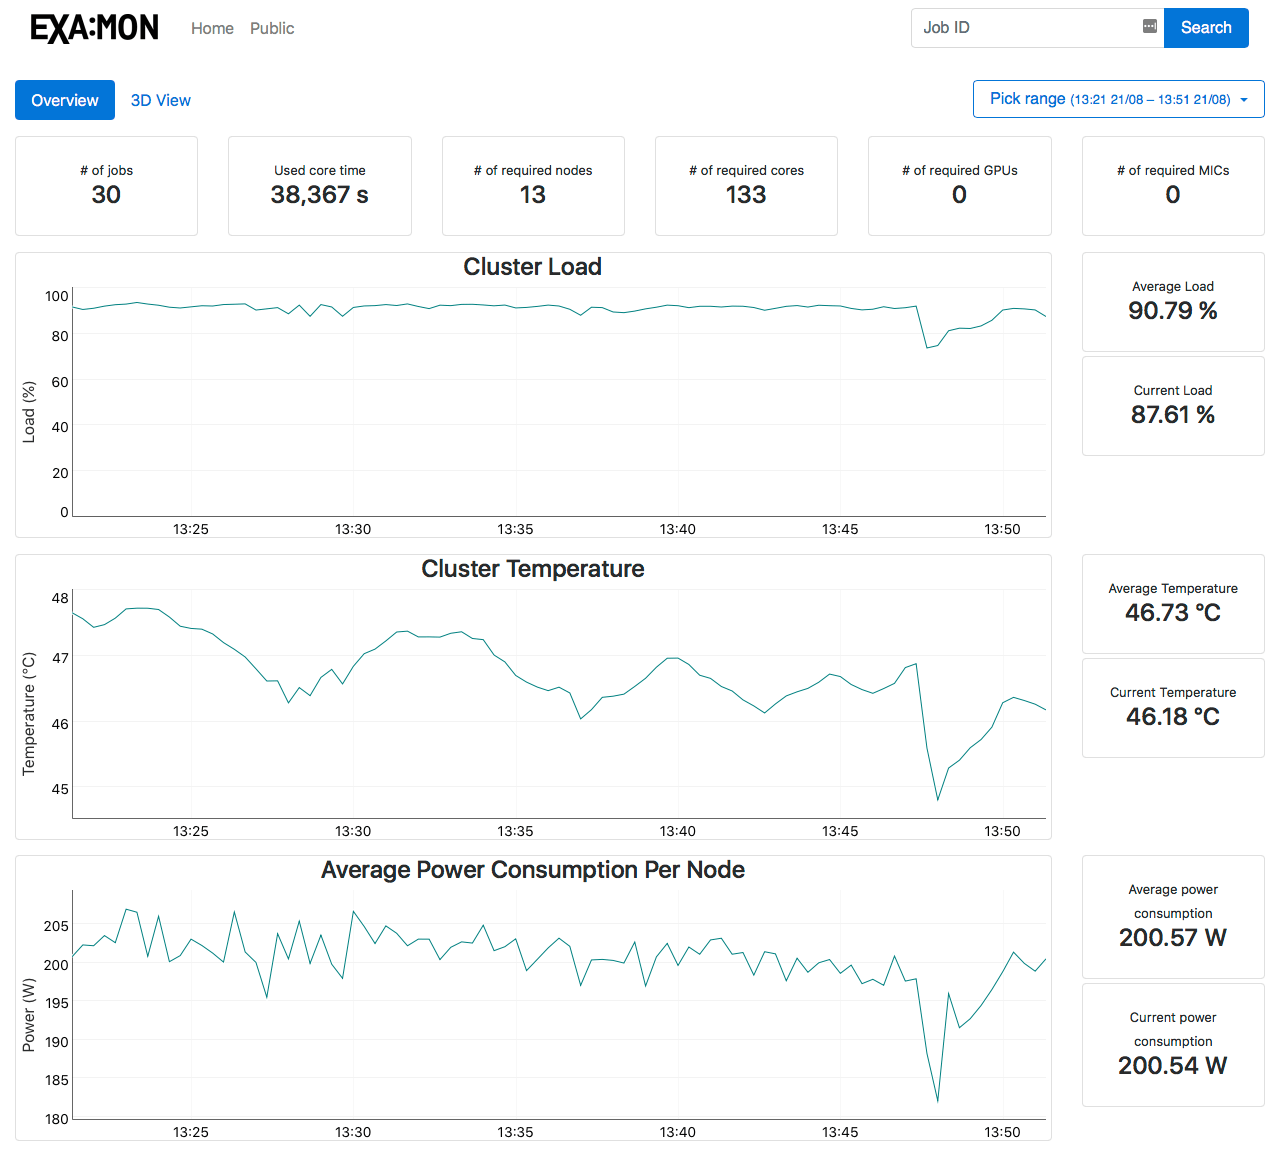 EXA:MON
Home Public
Job ID
Search
Overview 3D View
Pick range (13:21 21/08 – 13:51 21/08)
# of jobs
30
Used core time
38,367 s
# of required nodes
13
# of required cores
133
# of required GPUs
0
# of required MICs
0
Cluster Load
Load (%)
100
80
60
40
20
0
13:25 13:30 13:35 13:40 13:45 13:50
Average Load
90.79 %
Current Load
87.61 %
Cluster Temperature
Temperature (°C)
48
47
46
45
13:25 13:30 13:35 13:40 13:45 13:50
Average Temperature
46.73 °C
Current Temperature
46.18 °C
Average Power Consumption Per Node
Power (W)
205
200
195
190
185
180
13:25 13:30 13:35 13:40 13:45 13:50
Average power
consumption
200.57 W
Current power
consumption
200.54 W